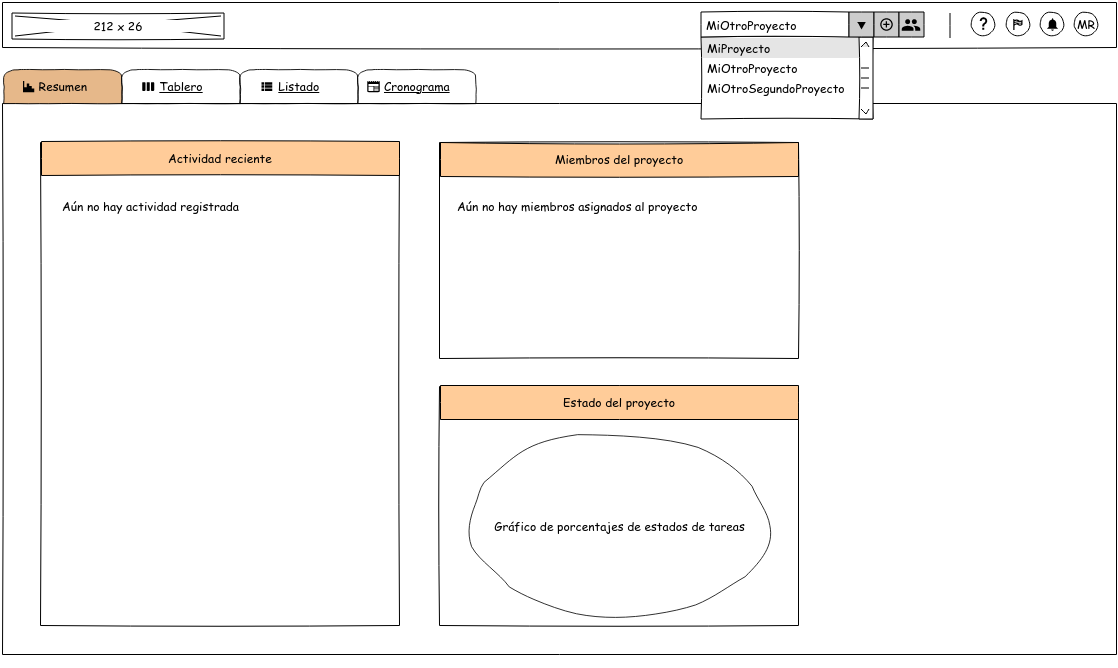 212 x 26
MiOtroProyecto
?
MR
MiProyecto
MiOtroProyecto
MiOtroSegundoProyecto
Resumen
Tablero
Listado
Cronograma
Actividad reciente
Aún no hay actividad registrada
Miembros del proyecto
Aún no hay miembros asignados al proyecto
Estado del proyecto
Gráfico de porcentajes de estados de tareas